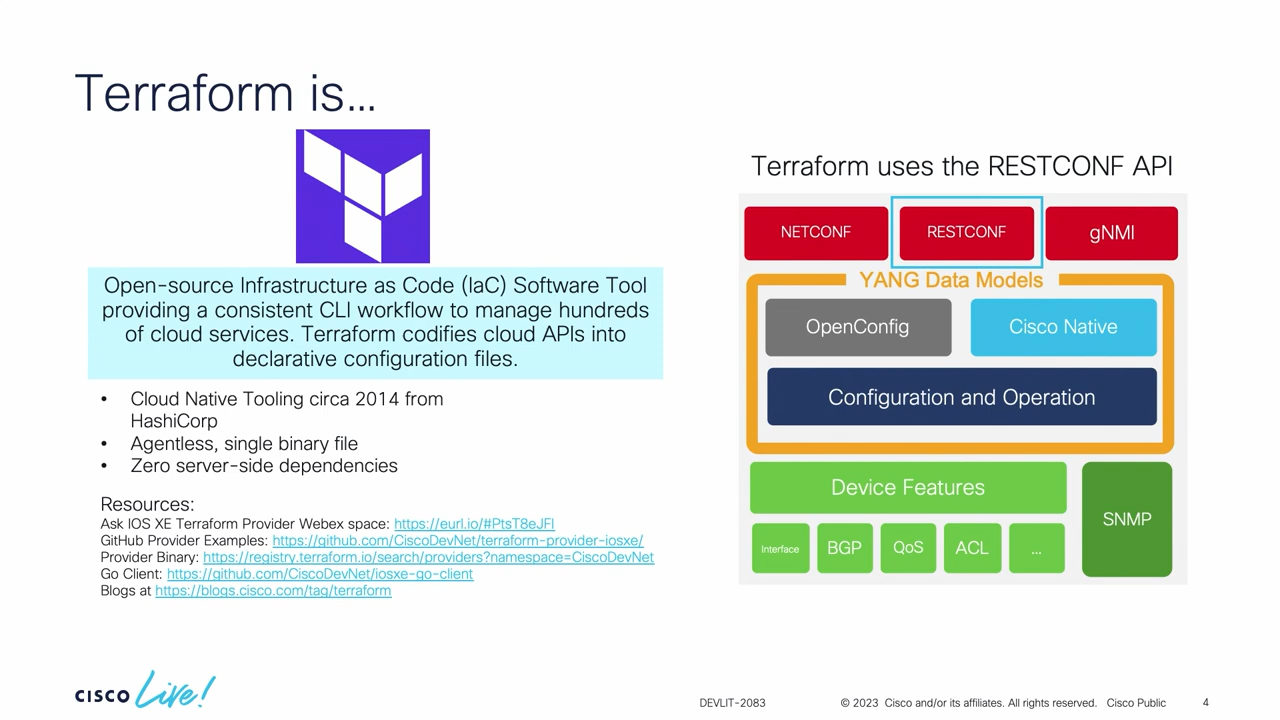 Terraform is...
Open-source Infrastructure as Code (IaC) Software Tool
providing a consistent CLI workflow to manage hundreds
of cloud services. Terraform codifies cloud APIs into
declarative configuration files.
• Cloud Native Tooling circa 2014 from
HashiCorp
• Agentless, single binary file
• Zero server-side dependencies
Resources:
Ask IOS XE Terraform Provider Webex space: https://eurl.io/#PtsT8eJFI
GitHub Provider Examples: https://github.com/CiscoDevNet/terraform-provider-iosxe/
Provider Binary: https://registry.terraform.io/search/providers?namespace=CiscoDevNet
Go Client: https://github.com/CiscoDevNet/iosxe-go-client
Blogs at https://blogs.cisco.com/tag/terraform
Terraform uses the RESTCONF API
NETCONF RESTCONF gNMI
YANG Data Models
OpenConfig Cisco Native
Configuration and Operation
Device Features
SNMP
Interface BGP QoS ACL ...
CISCO Live!
DEVLIT-2083 © 2023 Cisco and/or its affiliates. All rights reserved. Cisco Public 4